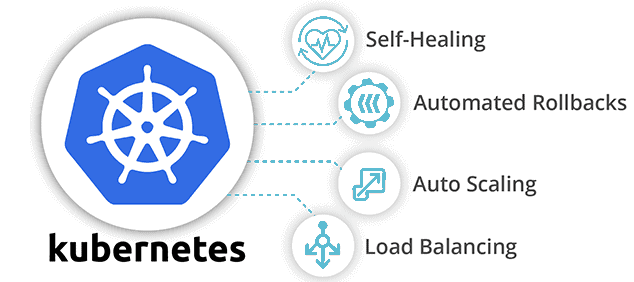 Self-Healing
Automated Rollbacks
Auto Scaling
Load Balancing
kubernetes